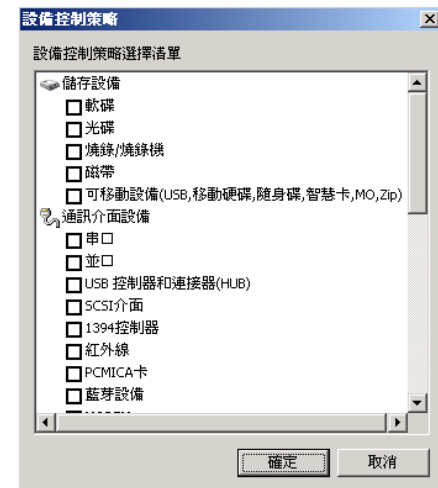 設備控制策略
設備控制策略選擇清單
儲存設備
軟碟
光碟
燒錄/燒錄機
磁帶
可移動設備(USB,移動硬碟,隨身碟,智慧卡,MO,Zip)
通訊介面設備
串口
並口
USB 控制器和連接器(HUB)
SCSI介面
1394控制器
紅外線
PCMICA卡
藍芽設備
確定
取消